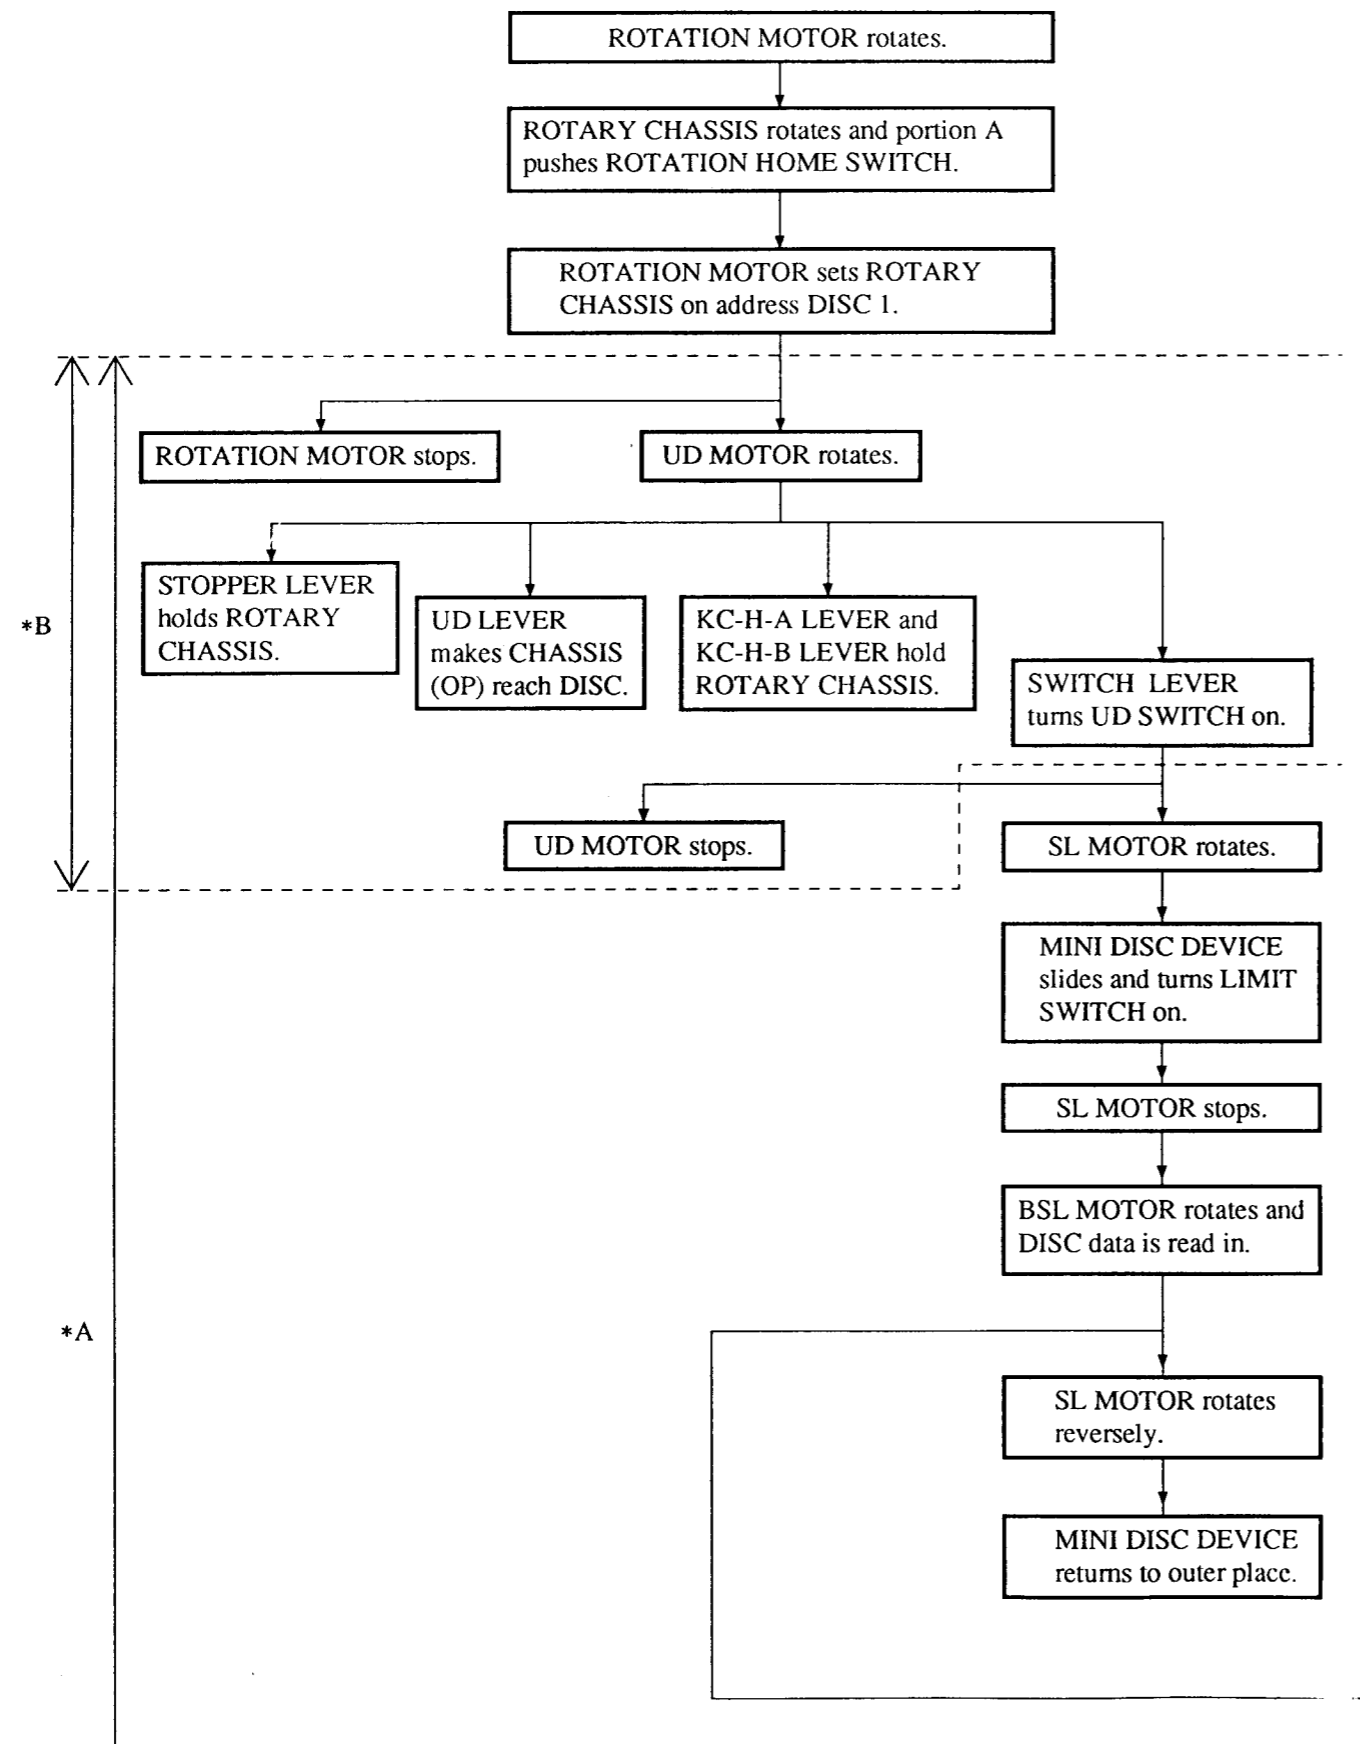 ROTATION MOTOR rotates.
ROTARY CHASSIS rotates and portion A
pushes ROTATION HOME SWITCH.
ROTATION MOTOR sets ROTARY
CHASSIS on address DISC 1.
ROTATION MOTOR stops.
UD MOTOR rotates.
STOPPER LEVER
holds ROTARY
CHASSIS.
UD LEVER
makes CHASSIS
(OP) reach DISC.
KC-H-A LEVER and
KC-H-B LEVER hold
ROTARY CHASSIS.
SWITCH LEVER
turns UD SWITCH on.
*B
UD MOTOR stops.
SL MOTOR rotates.
MINI DISC DEVICE
slides and turns LIMIT
SWITCH on.
SL MOTOR stops.
BSL MOTOR rotates and
DISC data is read in.
*A
SL MOTOR rotates
reversely.
MINI DISC DEVICE
returns to outer place.